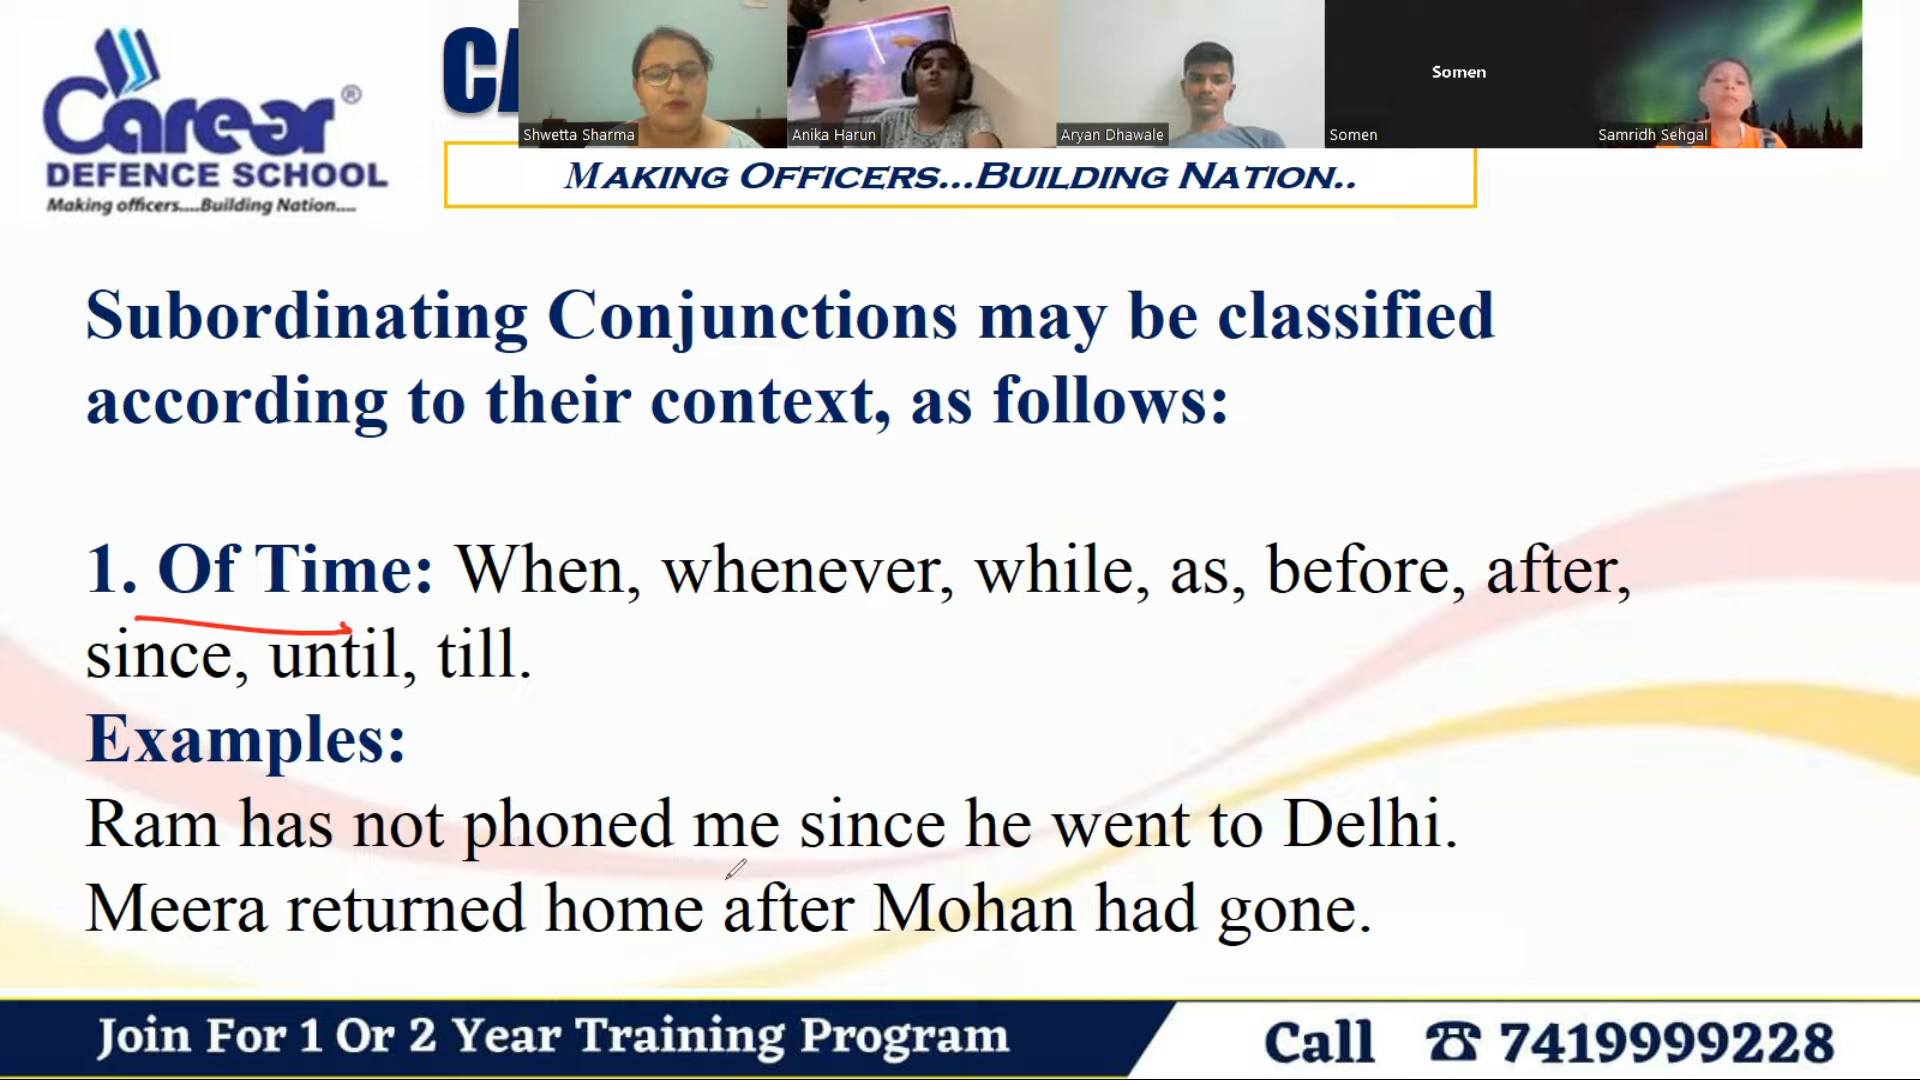 Carear®
DEFENCE SCHOOL
Making officers....Building Nation....
CA
Shwetta Sharma
Anika Harun
Aryan Dhawale
Somen
Somen
Samridh Sehgal
MAKING OFFICERS...BUILDING NATION..
Subordinating Conjunctions may be classified
according to their context, as follows:
1. Of Time: When, whenever, while, as, before, after,
since, until, till.
Examples:
Ram has not phoned me since he went to Delhi.
Meera returned home after Mohan had gone.
Join For 1 Or 2 Year Training Program
Call ☎ 7419999228